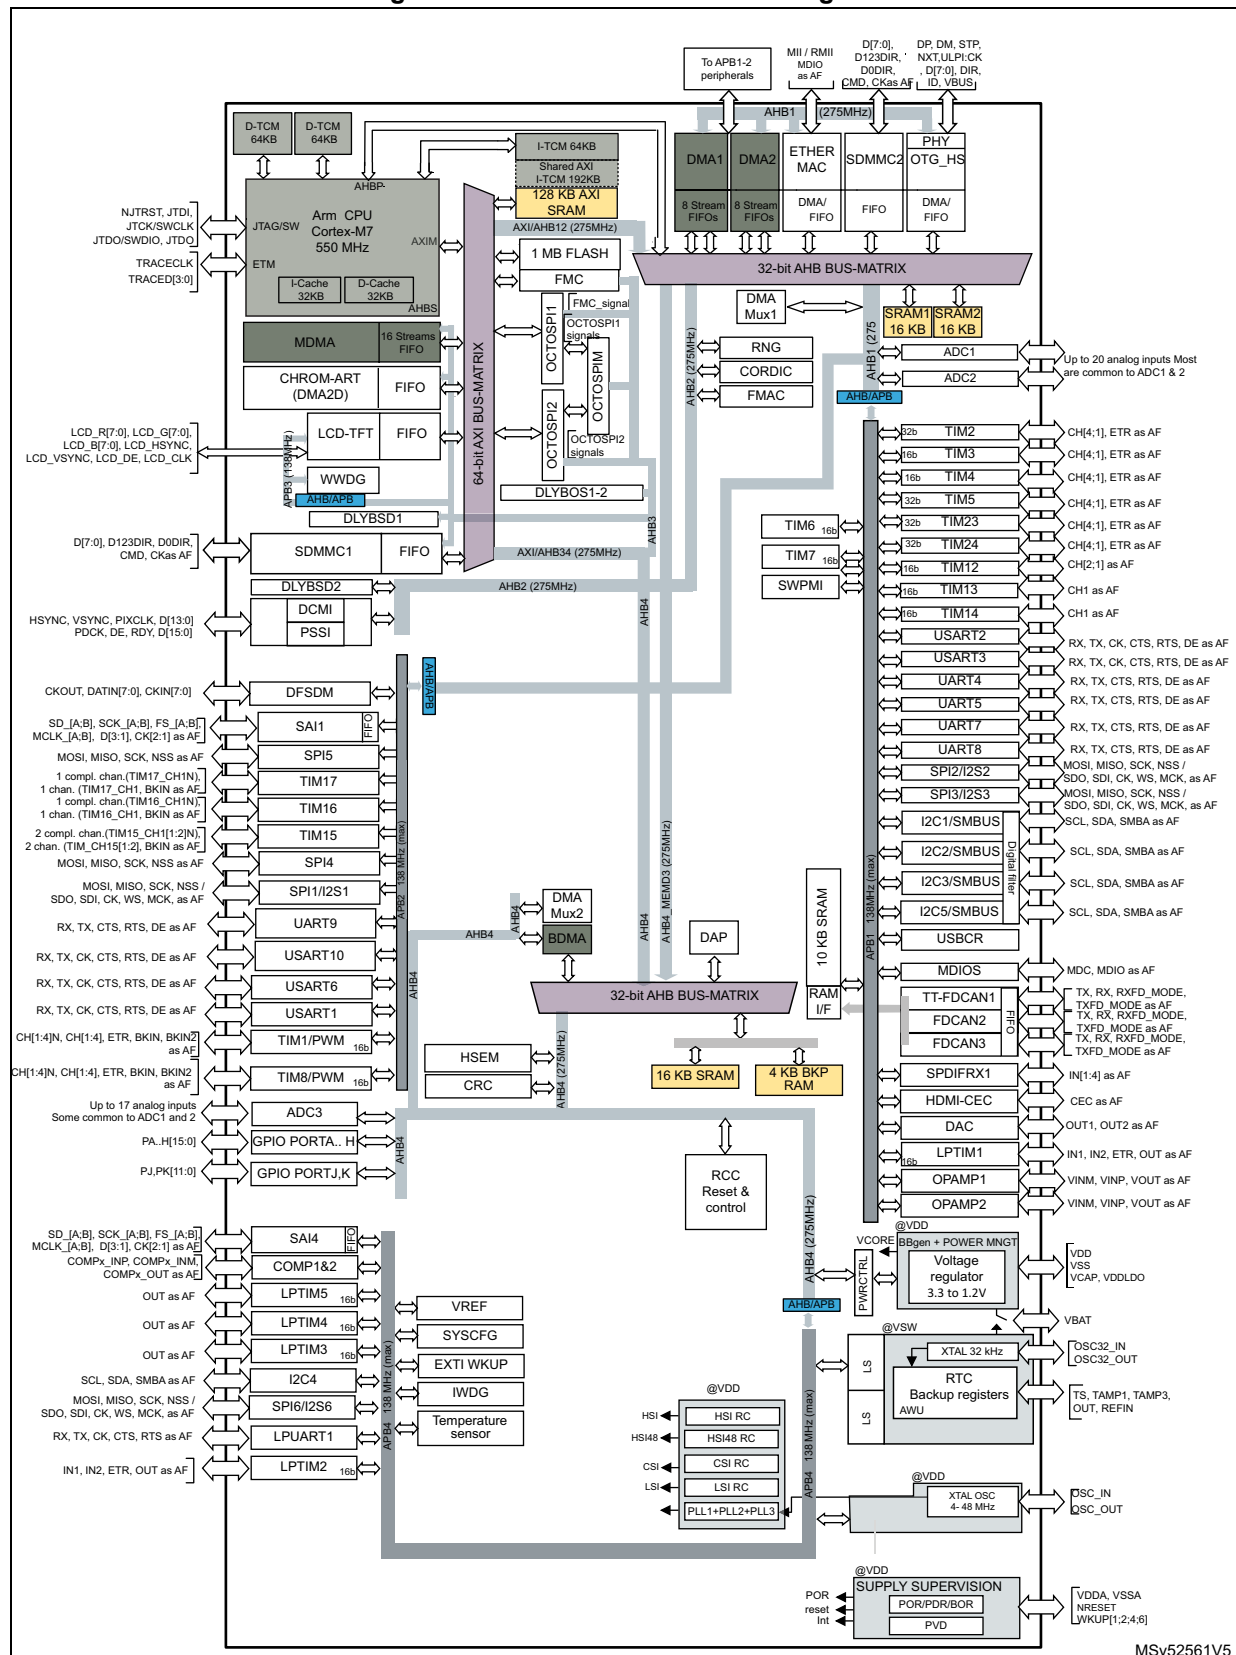 To APB1-2
peripherals
MII / RMII
MDIO
as AF
D[7:0],
D123DIR,
D0DIR,
CMD, CKas AF
DP, DM, STP,
NXT,ULPI:CK
, D[7:0], DIR,
ID, VBUS
AHB1 (275MHz)
D-TCM
64KB
D-TCM
64KB
I-TCM 64KB
Shared AXI
I-TCM 192KB
128 KB AXI
SRAM
DMA1
DMA2
ETHER
MAC
SDMMC2
PHY
OTG_HS
8 Stream
FIFOs
8 Stream
FIFOs
DMA/
FIFO
FIFO
DMA/
FIFO
AHBP
Arm CPU
Cortex-M7
550 MHz
JTAG/SW
AXIM
ETM
I-Cache
32KB
D-Cache
32KB
AHBS
NJTRST, JTDI,
JTCK/SWCLK
JTDO/SWDIO, JTDO
TRACECLK
TRACED[3:0]
64-bit AXI BUS-MATRIX
AXI/AHB12 (275MHz)
1 MB FLASH
FMC
FMC_signal
OCTOSPI1
OCTOSPI1
signals
OCTOSPIM
OCTOSPI2
OCTOSPI2
signals
DLYBOS1-2
32-bit AHB BUS-MATRIX
DMA
Mux1
SRAM1
16 KB
SRAM2
16 KB
AHB1 (275
AHB2 (275MHz)
RNG
CORDIC
FMAC
ADC1
ADC2
Up to 20 analog inputs Most
are common to ADC1 & 2
AHB/APB
MDMA
16 Streams
FIFO
CHROM-ART
(DMA2D)
FIFO
LCD-TFT
FIFO
LCD_R[7:0], LCD_G[7:0],
LCD_B[7:0], LCD_HSYNC,
LCD_VSYNC, LCD_DE, LCD_CLK
APB3 (138MHz)
WWDG
AHB/APB
DLYBSD1
D[7:0], D123DIR, D0DIR,
CMD, CKas AF
SDMMC1
FIFO
AHB3
AXI/AHB34 (275MHz)
DLYBSD2
AHB2 (275MHz)
DCMI
PSSI
HSYNC, VSYNC, PIXCLK, D[13:0]
PDCK, DE, RDY, D[15:0]
AHB4
TIM6
16b
TIM7
16b
SWPMI
32b
TIM2
CH[4;1], ETR as AF
16b
TIM3
CH[4;1], ETR as AF
16b
TIM4
CH[4;1], ETR as AF
32b
TIM5
CH[4;1], ETR as AF
32b
TIM23
CH[4;1], ETR as AF
32b
TIM24
CH[4;1], ETR as AF
16b
TIM12
CH[2;1] as AF
16b
TIM13
CH1 as AF
16b
TIM14
CH1 as AF
USART2
RX, TX, CK, CTS, RTS, DE as AF
USART3
RX, TX, CK, CTS, RTS, DE as AF
UART4
RX, TX, CTS, RTS, DE as AF
UART5
RX, TX, CTS, RTS, DE as AF
UART7
RX, TX, CTS, RTS, DE as AF
UART8
RX, TX, CTS, RTS, DE as AF
SPI2/I2S2
MOSI, MISO, SCK, NSS /
SDO, SDI, CK, WS, MCK, as AF
SPI3/I2S3
MOSI, MISO, SCK, NSS /
SDO, SDI, CK, WS, MCK, as AF
I2C1/SMBUS
SCL, SDA, SMBA as AF
I2C2/SMBUS
SCL, SDA, SMBA as AF
I2C3/SMBUS
SCL, SDA, SMBA as AF
I2C5/SMBUS
SCL, SDA, SMBA as AF
Digital filter
APB1 138MHz (max)
USBCR
MDIOS
MDC, MDIO as AF
TT-FDCAN1
TX, RX, RXFD_MODE,
TXFD_MODE as AF
FDCAN2
TX, RX, RXFD_MODE,
TXFD_MODE as AF
FDCAN3
TX, RX, RXFD_MODE,
TXFD_MODE as AF
FIFO
SPDIFRX1
IN[1:4] as AF
HDMI-CEC
CEC as AF
DAC
OUT1, OUT2 as AF
16b
LPTIM1
IN1, IN2, ETR, OUT as AF
OPAMP1
VINM, VINP, VOUT as AF
OPAMP2
VINM, VINP, VOUT as AF
10 KB SRAM
RAM
I/F
AHB/APB
CKOUT, DATIN[7:0], CKIN[7:0]
DFSDM
SD_[A;B], SCK_[A;B], FS_[A;B],
MCLK_[A;B], D[3:1], CK[2:1] as AF
SAI1
FIFO
MOSI, MISO, SCK, NSS as AF
SPI5
1 compl. chan.(TIM17_CH1N),
1 chan. (TIM17_CH1, BKIN as AF
TIM17
1 compl. chan.(TIM16_CH1N),
1 chan. (TIM16_CH1, BKIN as AF
TIM16
2 compl. chan.(TIM15_CH1[1:2]N),
2 chan. (TIM_CH15[1:2], BKIN as AF
TIM15
MOSI, MISO, SCK, NSS as AF
SPI4
MOSI, MISO, SCK, NSS /
SDO, SDI, CK, WS, MCK, as AF
SPI1/I2S1
RX, TX, CTS, RTS, DE as AF
UART9
RX, TX, CK, CTS, RTS, DE as AF
USART10
RX, TX, CK, CTS, RTS, DE as AF
USART6
RX, TX, CK, CTS, RTS, DE as AF
USART1
CH[1:4]N, CH[1:4], ETR, BKIN, BKIN2
as AF
TIM1/PWM
16b
CH[1:4]N, CH[1:4], ETR, BKIN, BKIN2
as AF
TIM8/PWM
16b
APB2 138 MHz (max)
AHB4
AHB4
AHB4
DMA
Mux2
BDMA
AHB4
AHB4_MEMD3 (275MHz)
DAP
32-bit AHB BUS-MATRIX
HSEM
CRC
AHB4 (275MHz)
16 KB SRAM
4 KB BKP
RAM
Up to 17 analog inputs
Some common to ADC1 and 2
ADC3
PA..H[15:0]
GPIO PORTA.. H
PJ,PK[11:0]
GPIO PORTJ,K
AHB4
RCC
Reset &
control
AHB4 (275MHz)
AHB/APB
SD_[A;B], SCK_[A;B], FS_[A;B],
MCLK_[A;B], D[3:1], CK[2:1] as AF
SAI4
FIFO
COMPx_INP, COMPx_INM,
COMPx_OUT as AF
COMP1&2
OUT as AF
LPTIM5
16b
OUT as AF
LPTIM4
16b
OUT as AF
LPTIM3
16b
SCL, SDA, SMBA as AF
I2C4
MOSI, MISO, SCK, NSS /
SDO, SDI, CK, WS, MCK, as AF
SPI6/I2S6
RX, TX, CK, CTS, RTS as AF
LPUART1
IN1, IN2, ETR, OUT as AF
LPTIM2
16b
APB4 138 MHz (max)
VREF
SYSCFG
EXTI WKUP
IWDG
Temperature
sensor
@VDD
HSI
HSI RC
HSI48
HSI48 RC
CSI
CSI RC
LSI
LSI RC
PLL1+PLL2+PLL3
APB4 138 MHz (max)
@VDD
VCORE
BBgen + POWER MNGT
PWRCTRL
Voltage
regulator
3.3 to 1.2V
VDD
VSS
VCAP, VDDLDO
VBAT
@VSW
LS
LS
XTAL 32 kHz
RTC
Backup registers
AWU
OSC32_IN
OSC32_OUT
TS, TAMP1, TAMP3,
OUT, REFIN
@VDD
XTAL OSC
4- 48 MHz
OSC_IN
OSC_OUT
@VDD
SUPPLY SUPERVISION
POR
reset
Int
POR/PDR/BOR
PVD
VDDA, VSSA
NRESET
WKUP[1;2;4;6]
MSv52561V5